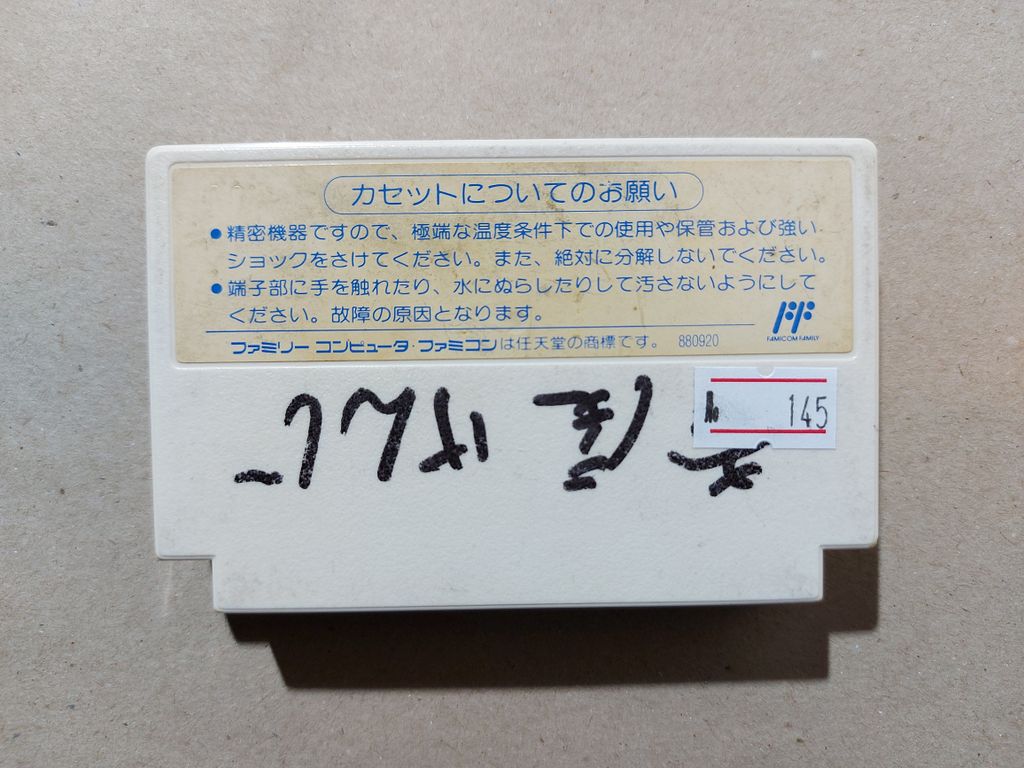 カセットについてのお願い
●精密機器ですので、極端な温度条件下での使用や保管および強い
ショックをさけてください。また、絶対に分解しないでください。
●端子部に手を触れたり、水にぬらしたりして汚さないようにして
ください。故障の原因となります。
FAMICOM FAMILY
ファミリー コンピュータ・ファミコンは任天堂の商標です。 880920
145